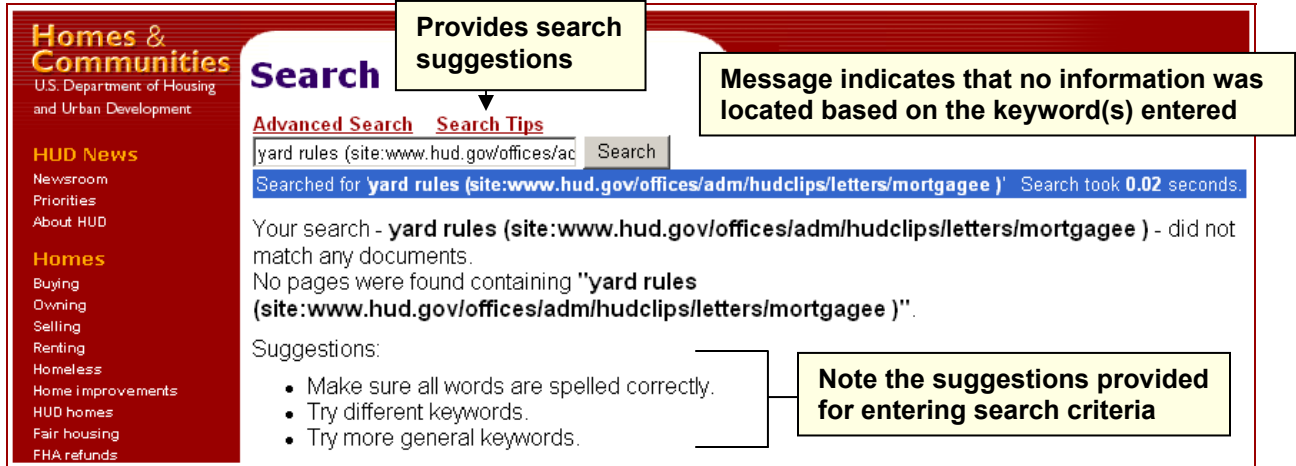 Homes &
Communities
U.S. Department of Housing
and Urban Development
HUD News
Newsroom
Priorities
About HUD
Homes
Buying
Owning
Selling
Renting
Homeless
Home improvements
HUD homes
Fair housing
FHA refunds
Provides search
suggestions
Message indicates that no information was
located based on the keyword(s) entered
Search
Advanced Search Search Tips
yard rules (site:www.hud.gov/offices/ad Search
Searched for 'yard rules (site:www.hud.gov/offices/adm/hudclips/letters/mortgagee )' Search took 0.02 seconds.
Your search - yard rules (site:www.hud.gov/offices/adm/hudclips/letters/mortgagee ) - did not
match any documents.
No pages were found containing "yard rules
(site:www.hud.gov/offices/adm/hudclips/letters/mortgagee )".
Suggestions:
• Make sure all words are spelled correctly.
• Try different keywords.
• Try more general keywords.
Note the suggestions provided
for entering search criteria